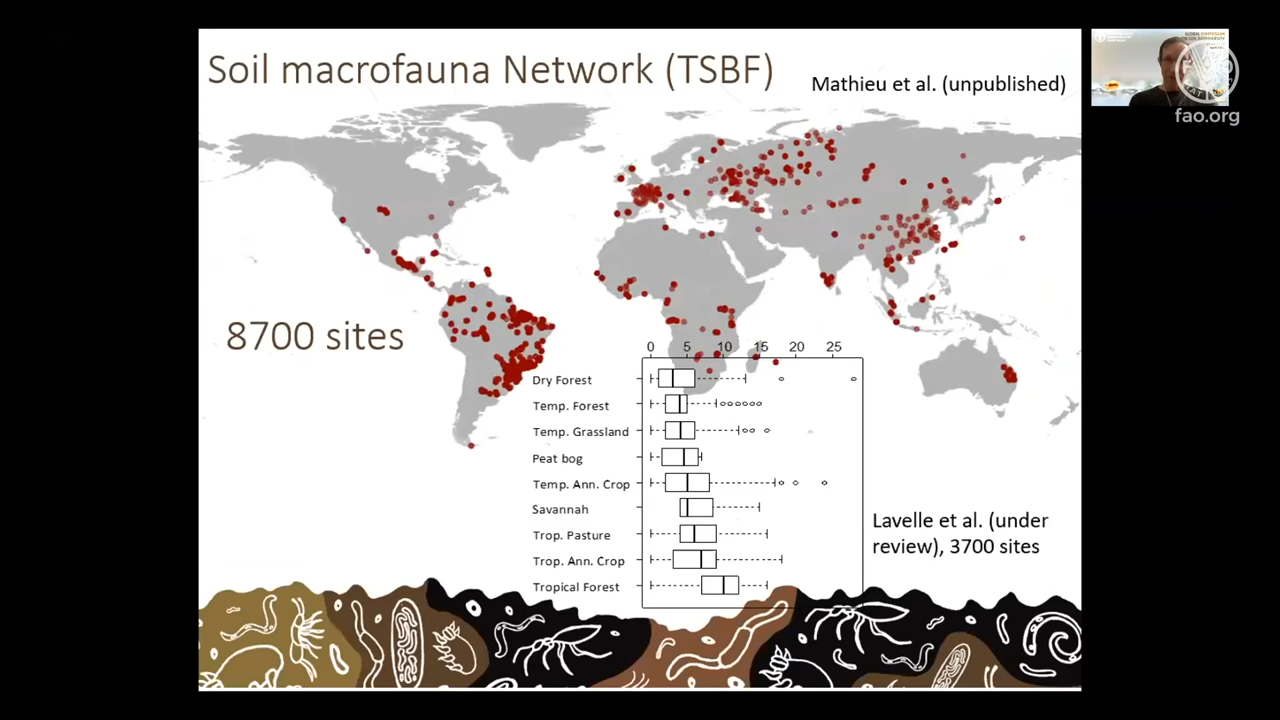 Soil macrofauna Network (TSBF)
Mathieu et al. (unpublished)
fao.org
8700 sites
0 5 10 15 20 25
Dry Forest
Temp. Forest
Temp. Grassland
Peat bog
Temp. Ann. Crop
Savannah
Trop. Pasture
Trop. Ann. Crop
Tropical Forest
Lavelle et al. (under
review), 3700 sites